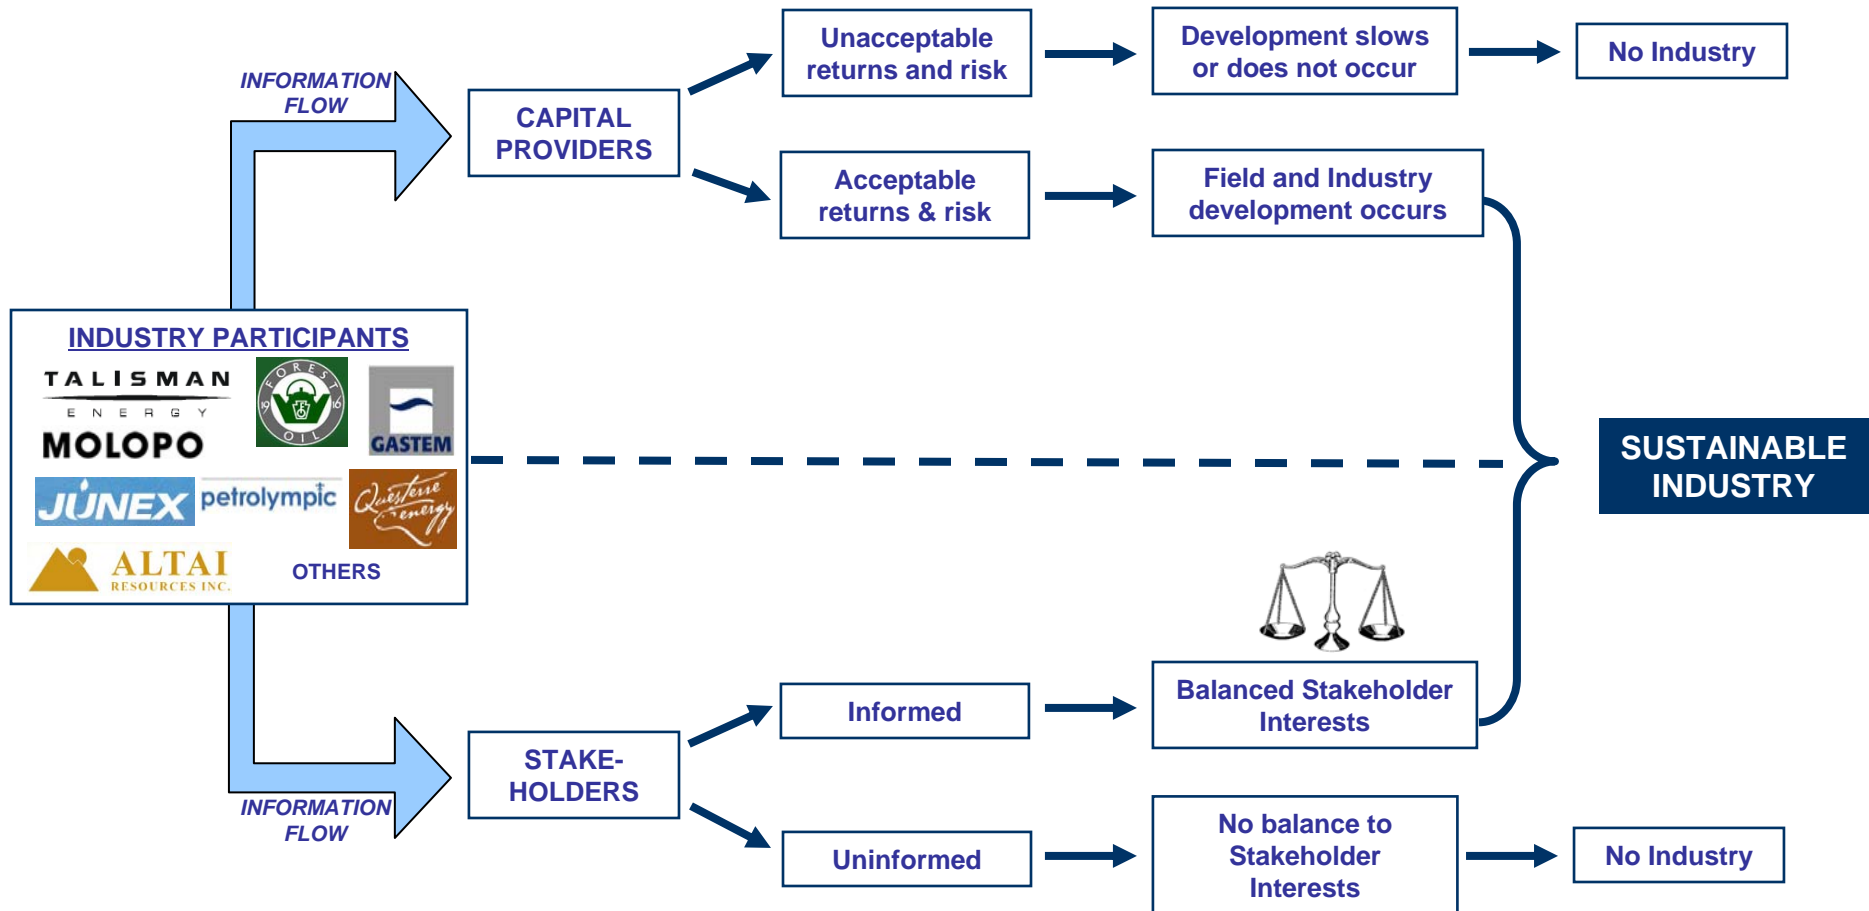 INFORMATION
FLOW
CAPITAL
PROVIDERS
Unacceptable
returns and risk
Development slows
or does not occur
No Industry
Acceptable
returns & risk
Field and Industry
development occurs
INDUSTRY PARTICIPANTS
TALISMAN
ENERGY
FOREST
OIL
1916
GASTEM
MOLOPO
JUNEX
petrolympic
Questerre
energy
ALTAI
RESOURCES INC.
OTHERS
SUSTAINABLE
INDUSTRY
INFORMATION
FLOW
STAKE-
HOLDERS
Informed
Balanced Stakeholder
Interests
Uninformed
No balance to
Stakeholder
Interests
No Industry